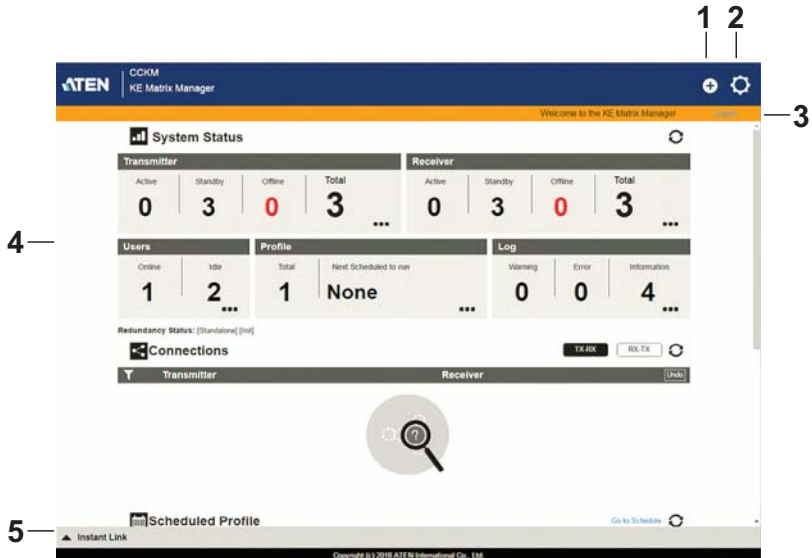 1 2
ATEN
CCKM
KE Matrix Manager
Welcome to the KE Matrix Manager
3
System Status
Transmitter
Active Standby Offline Total
0 3 0 3
Receiver
Active Standby Offline Total
0 3 0 3
4
Users
Online Idle
1 2
Profile
Total Next Scheduled to run
1 None
Log
Warning Error Information
0 0 4
Redundancy Status: [Standalone] [Init]
Connections
TX-RX RX-TX
Transmitter Receiver Undo
?
Scheduled Profile
Go to Schedule
5
Instant Link
Copyright (c) 2018 ATEN International Co., Ltd.